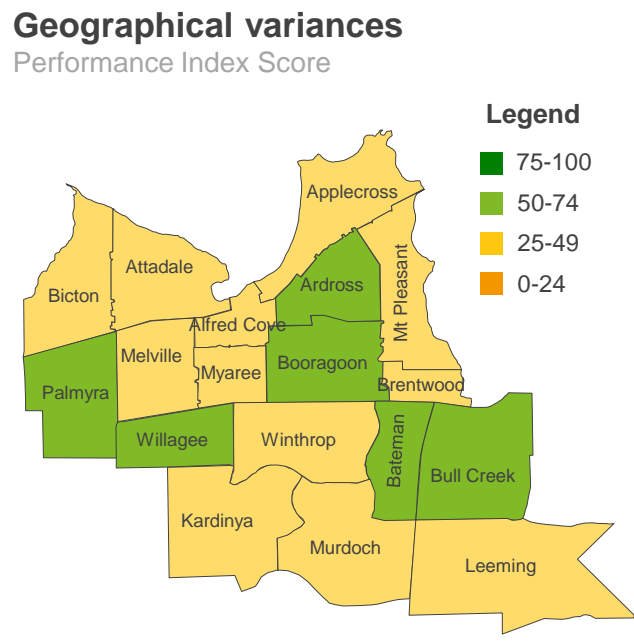 Geographical variances
Performance Index Score
Legend
75-100
50-74
25-49
0-24
Applecross
Attadale
Mt Pleasant
Ardross
Bicton
Alfred Cove
Melville
Booragoon
Myaree
Brentwood
Palmyra
Willagee
Winthrop
Bateman
Bull Creek
Kardinya
Murdoch
Leeming